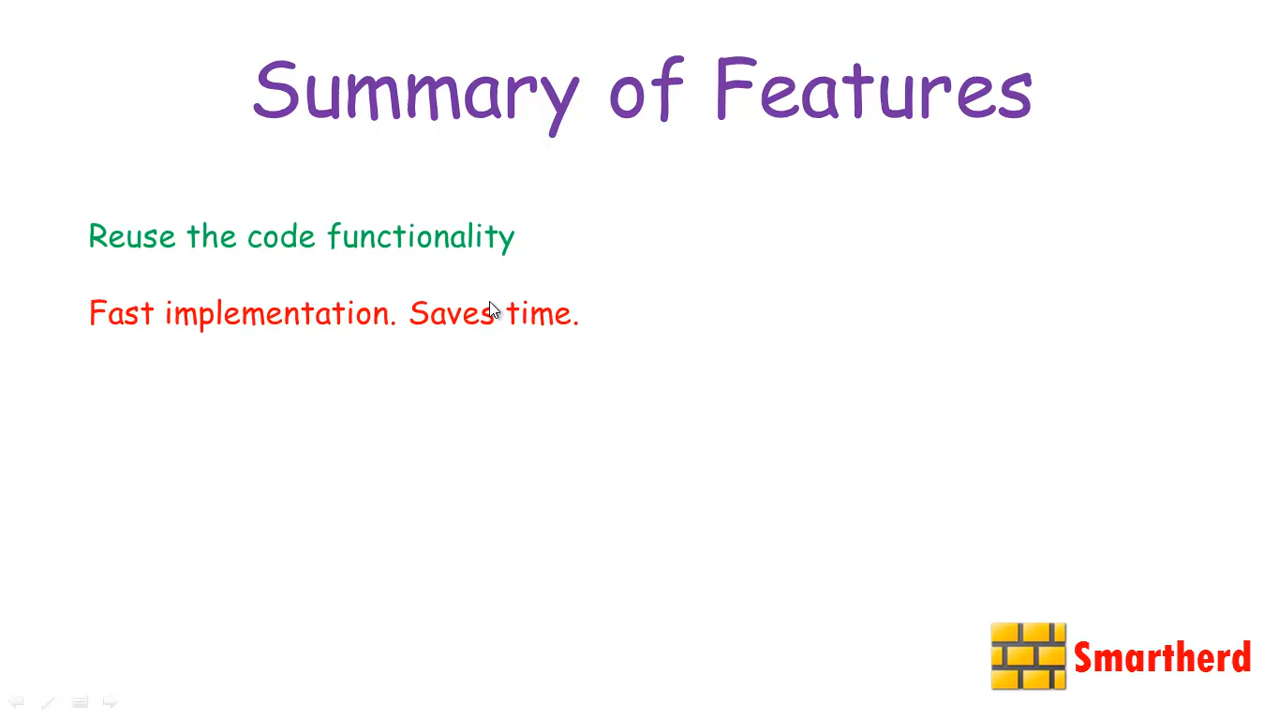 Summary of Features
Reuse the code functionality
Fast implementation. Saves time.
Smartherd